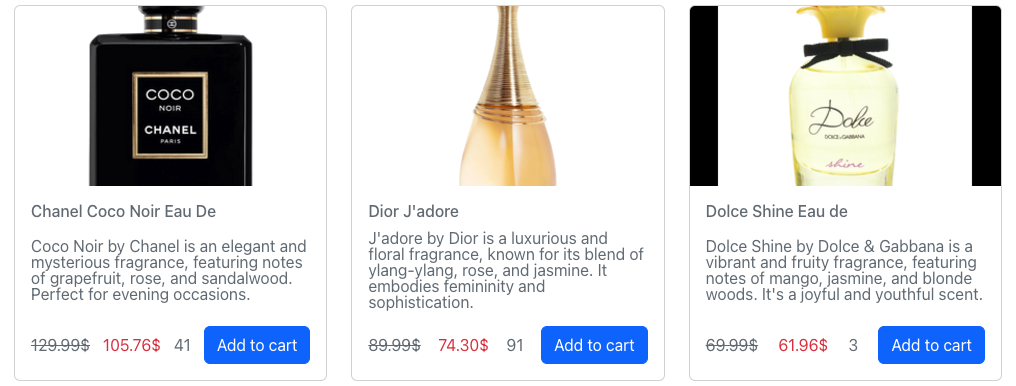 COCO
NOIR
CHANEL
PARIS
Chanel Coco Noir Eau De
Coco Noir by Chanel is an elegant and
mysterious fragrance, featuring notes
of grapefruit, rose, and sandalwood.
Perfect for evening occasions.
129.99$ 105.76$ 41 Add to cart
Dior J'adore
J'adore by Dior is a luxurious and
floral fragrance, known for its blend of
ylang-ylang, rose, and jasmine. It
embodies femininity and
sophistication.
89.99$ 74.30$ 91 Add to cart
Dolce
DOLCE & GABBANA
shine
Dolce Shine Eau de
Dolce Shine by Dolce & Gabbana is a
vibrant and fruity fragrance, featuring
notes of mango, jasmine, and blonde
woods. It's a joyful and youthful scent.
69.99$ 61.96$ 3 Add to cart